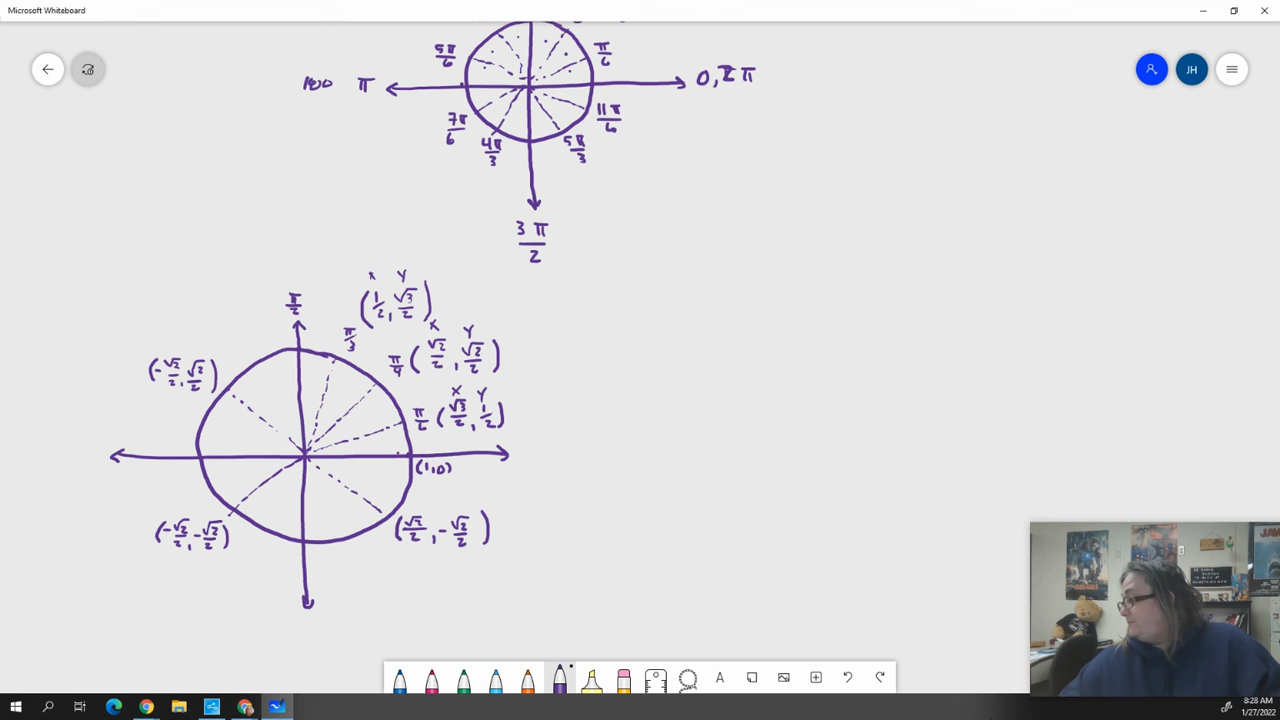 Microsoft Whiteboard
JH
5π/6
π/6
180 π
0, 2π
7π/6
11π/6
4π/3
5π/3
3π/2
x y
π/2
(1/2, √3/2)
π/3
x y
π/4 (√2/2, √2/2)
(-√2/2, √2/2)
x y
π/6 (√3/2, 1/2)
(1,0)
(-√2/2, -√2/2)
(√2/2, -√2/2)
JAWS
A
8:28 AM
1/27/2022